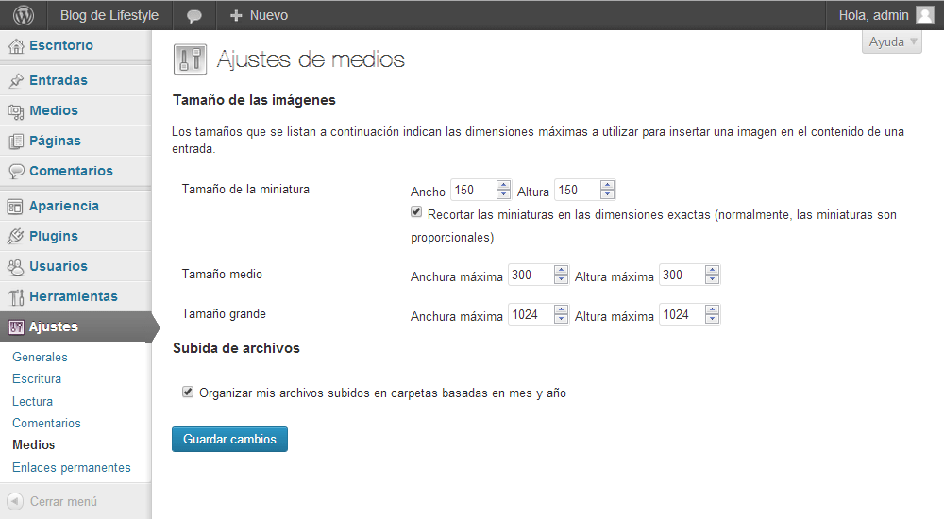 Blog de Lifestyle + Nuevo Hola, admin
Ayuda
Escritorio
Entradas
Medios
Páginas
Comentarios
Apariencia
Plugins
Usuarios
Herramientas
Ajustes
Generales
Escritura
Lectura
Comentarios
Medios
Enlaces permanentes
Cerrar menú
Ajustes de medios
Tamaño de las imágenes
Los tamaños que se listan a continuación indican las dimensiones máximas a utilizar para insertar una imagen en el contenido de una
entrada.
Tamaño de la miniatura Ancho 150 Altura 150
Recortar las miniaturas en las dimensiones exactas (normalmente, las miniaturas son
proporcionales)
Tamaño medio Anchura máxima 300 Altura máxima 300
Tamaño grande Anchura máxima 1024 Altura máxima 1024
Subida de archivos
Organizar mis archivos subidos en carpetas basadas en mes y año
Guardar cambios